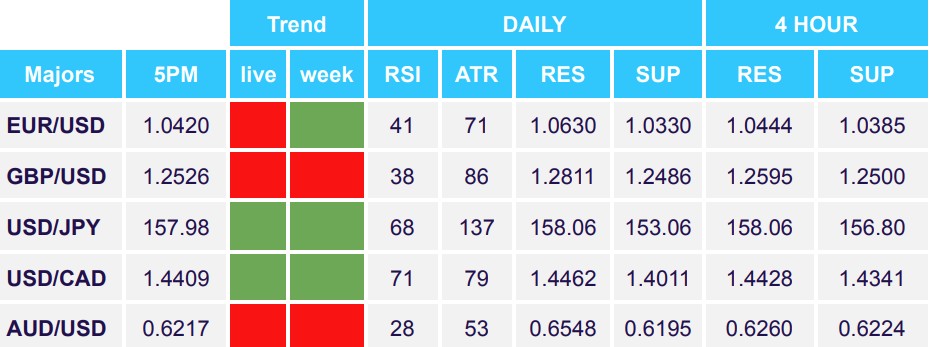 Trend DAILY 4 HOUR
Majors 5PM live week RSI ATR RES SUP RES SUP
EUR/USD 1.0420 41 71 1.0630 1.0330 1.0444 1.0385
GBP/USD 1.2526 38 86 1.2811 1.2486 1.2595 1.2500
USD/JPY 157.98 68 137 158.06 153.06 158.06 156.80
USD/CAD 1.4409 71 79 1.4462 1.4011 1.4428 1.4341
AUD/USD 0.6217 28 53 0.6548 0.6195 0.6260 0.6224